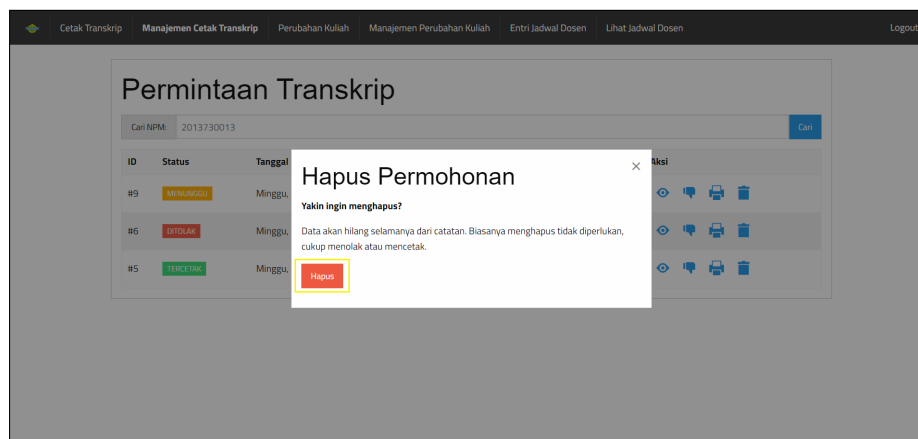 Cetak Transkrip Manajemen Cetak Transkrip Perubahan Kuliah Manajemen Perubahan Kuliah Entri Jadwal Dosen Lihat Jadwal Dosen Logout
Permintaan Transkrip
Cari NPM: 2013730013 Cari
ID Status Tanggal Aksi
#9 MENUNGGU Minggu,
#6 DITOLAK Minggu,
#5 TERCETAK Minggu,
Hapus Permohonan ×
Yakin ingin menghapus?
Data akan hilang selamanya dari catatan. Biasanya menghapus tidak diperlukan,
cukup menolak atau mencetak.
Hapus